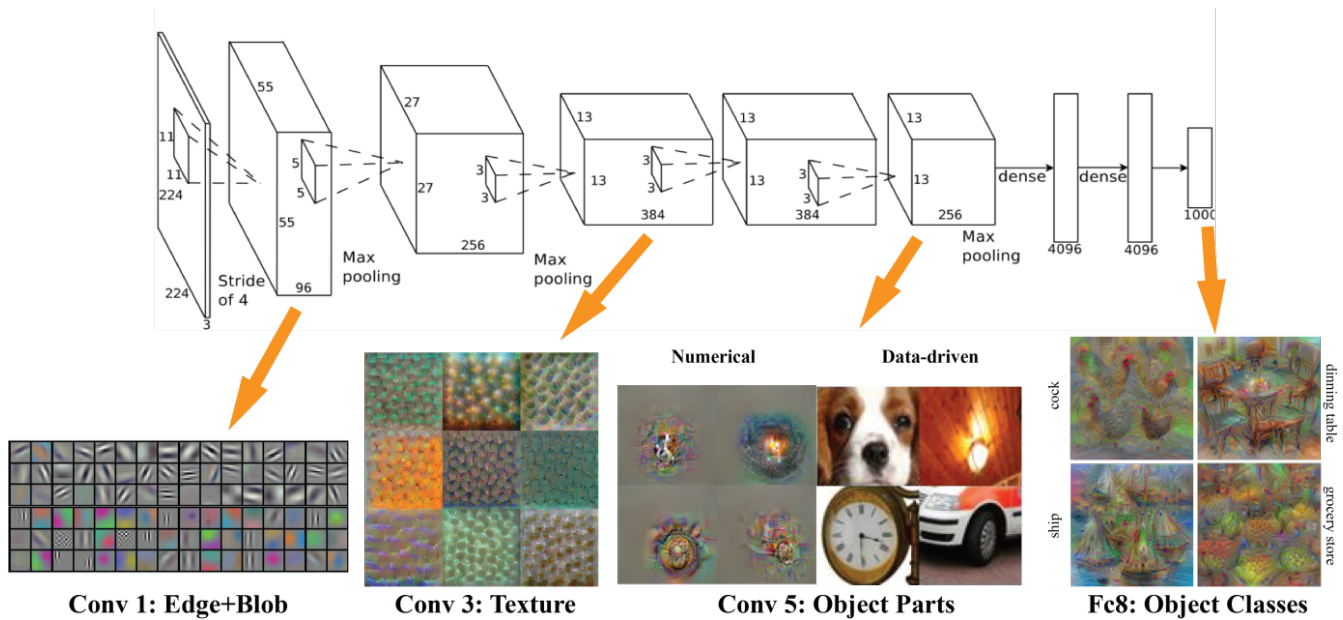 55
27
13
13
13
11
11
224
5
5
27
3
3
13
3
3
13
3
3
13
dense
dense
1000
384
384
256
Max
pooling
4096
4096
55
256
Max
pooling
Max
pooling
Stride
of 4
224
3
96
Numerical
Data-driven
cock
dinning table
ship
grocery store
Conv 1: Edge+Blob
Conv 3: Texture
Conv 5: Object Parts
Fc8: Object Classes